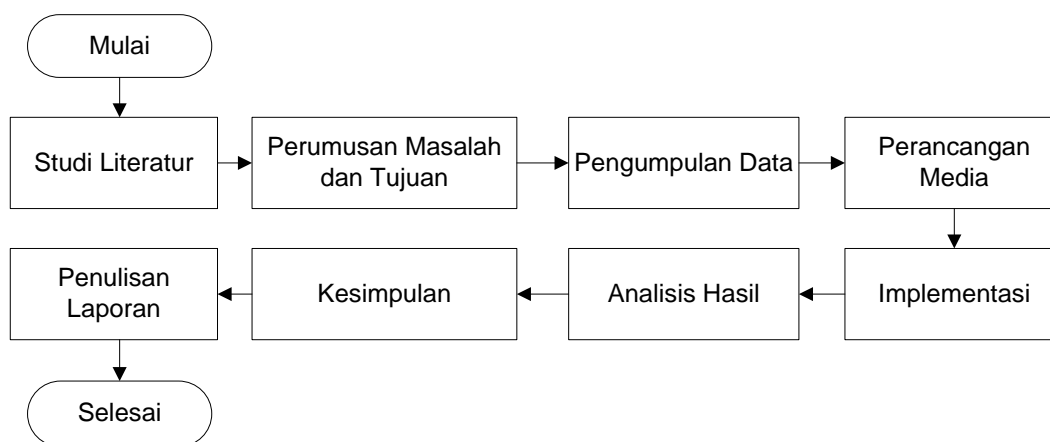 Mulai
Studi Literatur
Perumusan Masalah
dan Tujuan
Pengumpulan Data
Perancangan
Media
Implementasi
Analisis Hasil
Kesimpulan
Penulisan
Laporan
Selesai